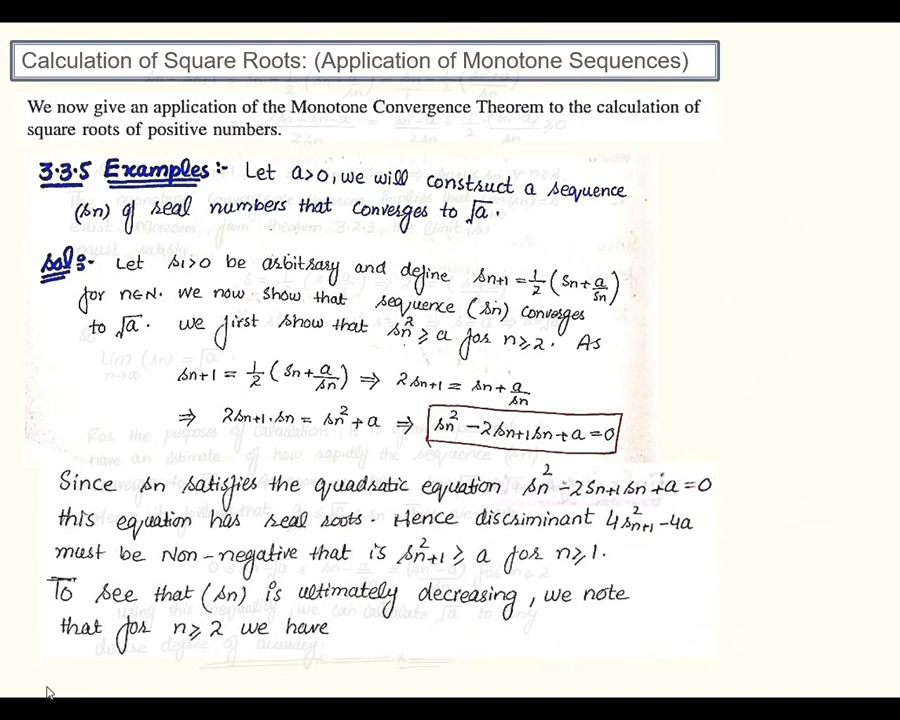 Calculation of Square Roots: (Application of Monotone Sequences)
We now give an application of the Monotone Convergence Theorem to the calculation of
square roots of positive numbers.
3.3.5 Examples:- Let a>0, we will construct a sequence
(sn) of real numbers that converges to √a.
Sol:- Let s1>0 be arbitrary and define sn+1 = 1/2 (sn + a/sn)
for n∈N. We now show that sequence (sn) converges
to √a. We first show that sn² ≥ a for n ≥ 2. As
sn+1 = 1/2 (sn + a/sn) ⇒ 2sn+1 = sn + a/sn
⇒ 2sn+1.sn = sn² + a ⇒ sn² - 2sn+1sn + a = 0
Since sn satisfies the quadratic equation sn² - 2sn+1sn + a = 0
this equation has real roots. Hence discriminant 4s²n+1 - 4a
must be Non-negative that is s²n+1 ≥ a for n ≥ 1.
To see that (sn) is ultimately decreasing, we note
that for n ≥ 2 we have